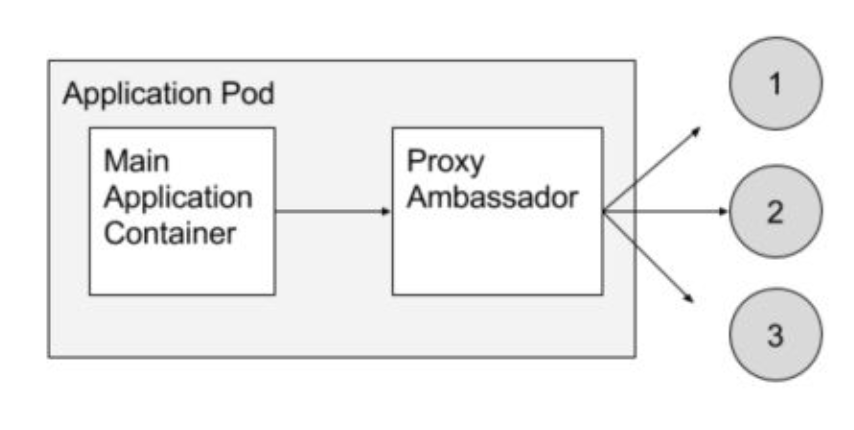 Application Pod
Main
Application
Container
Proxy
Ambassador
1
2
3